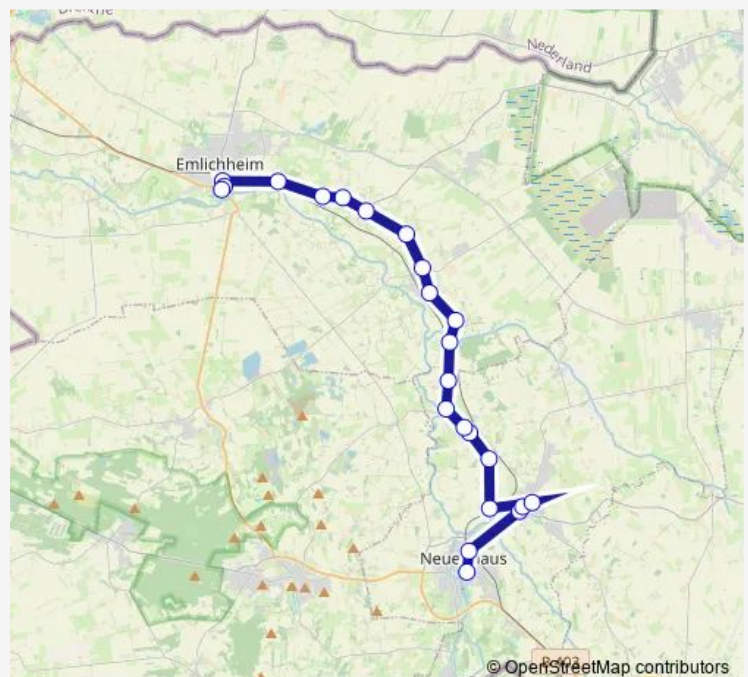 Drenthe
Nederland
Emlichheim
Neuenhaus
B 403
© OpenStreetMap contributors